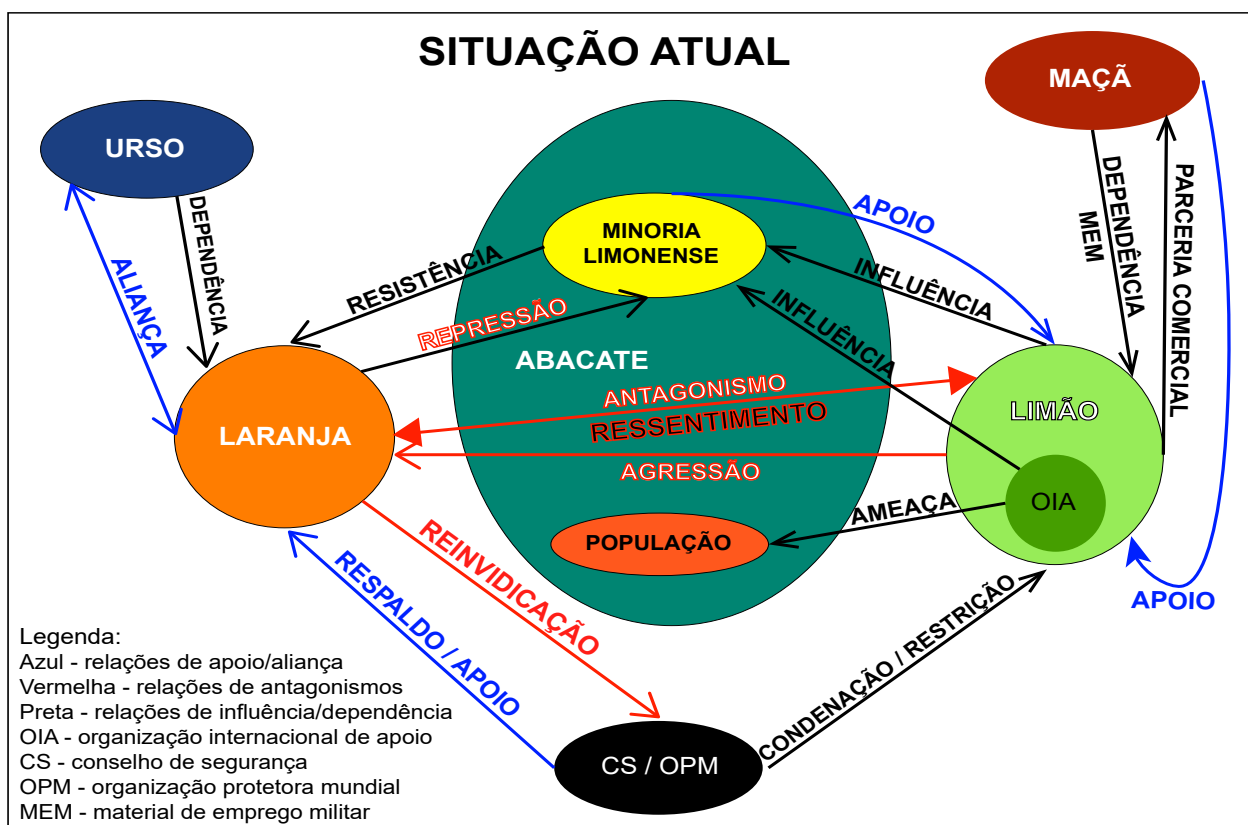 SITUAÇÃO ATUAL
URSO
MAÇÃ
DEPENDÊNCIA
ALIANÇA
MINORIA
LIMONENSE
APOIO
DEPENDÊNCIA
MEM
PARCERIA COMERCIAL
RESISTÊNCIA
REPRESSÃO
INFLUÊNCIA
INFLUÊNCIA
ABACATE
LARANJA
ANTAGONISMO
RESSENTIMENTO
AGRESSÃO
LIMÃO
OIA
AMEAÇA
POPULAÇÃO
REINVIDICAÇÃO
RESPALDO / APOIO
CONDENAÇÃO / RESTRIÇÃO
APOIO
CS / OPM
Legenda:
Azul - relações de apoio/aliança
Vermelha - relações de antagonismos
Preta - relações de influência/dependência
OIA - organização internacional de apoio
CS - conselho de segurança
OPM - organização protetora mundial
MEM - material de emprego militar